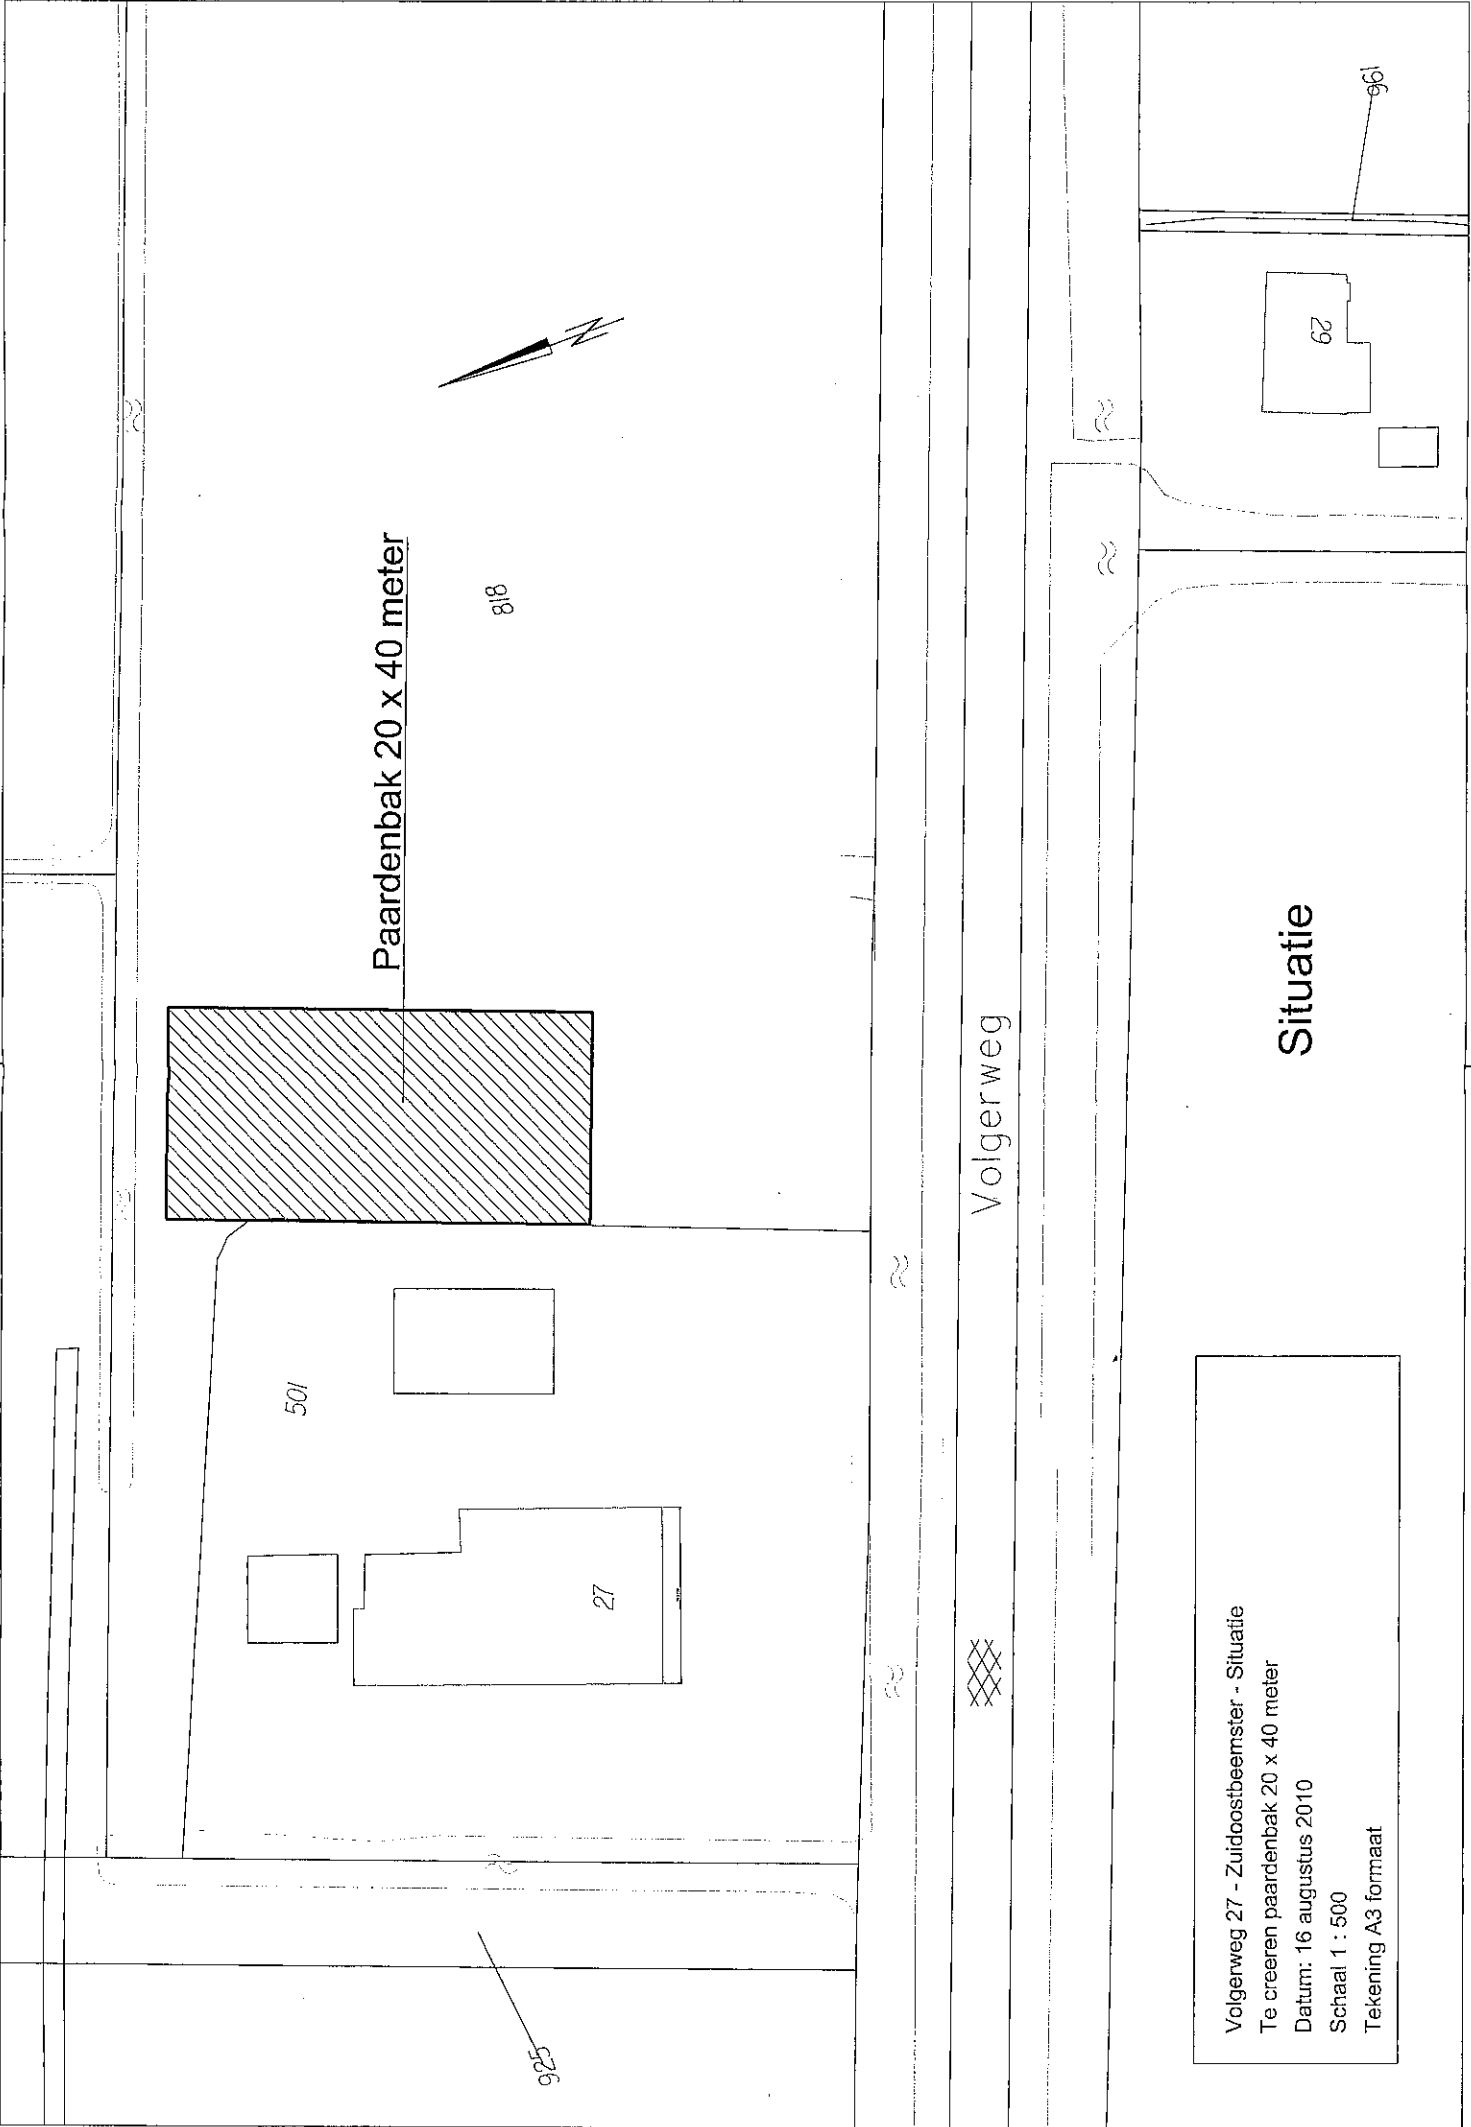 196
29
N
Paardenbak 20 x 40 meter
818
Volgerweg
Situatie
501
27
925
Volgerweg 27 - Zuidoostbeemster - Situatie
Te creeren paardenbak 20 x 40 meter
Datum: 16 augustus 2010
Schaal 1 : 500
Tekening A3 formaat